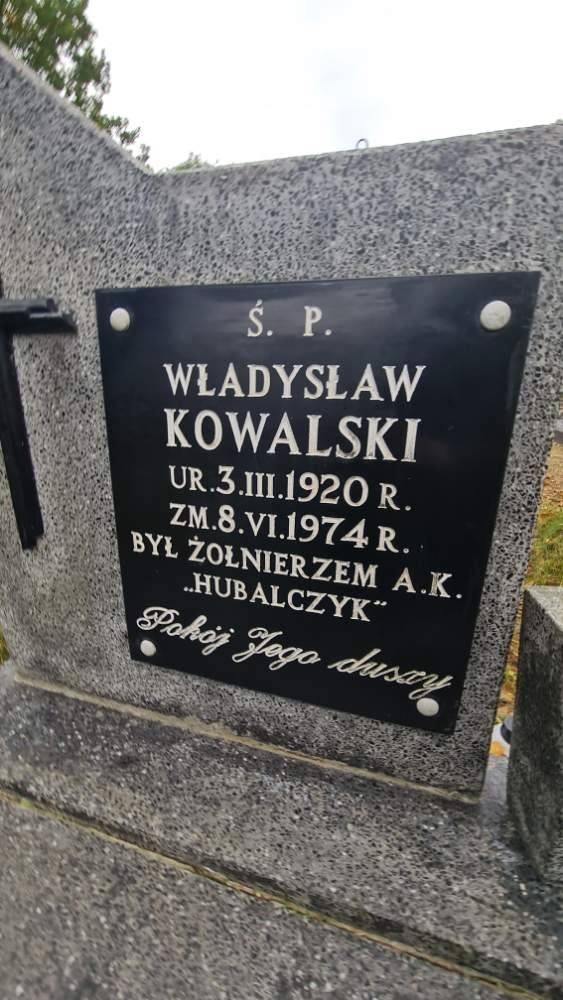 Ś. P.
WŁADYSŁAW
KOWALSKI
UR.3.III.1920 R.
ZM.8.VI.1974 R.
BYŁ ŻOŁNIERZEM A.K.
„HUBALCZYK"
Pokój Jego duszy